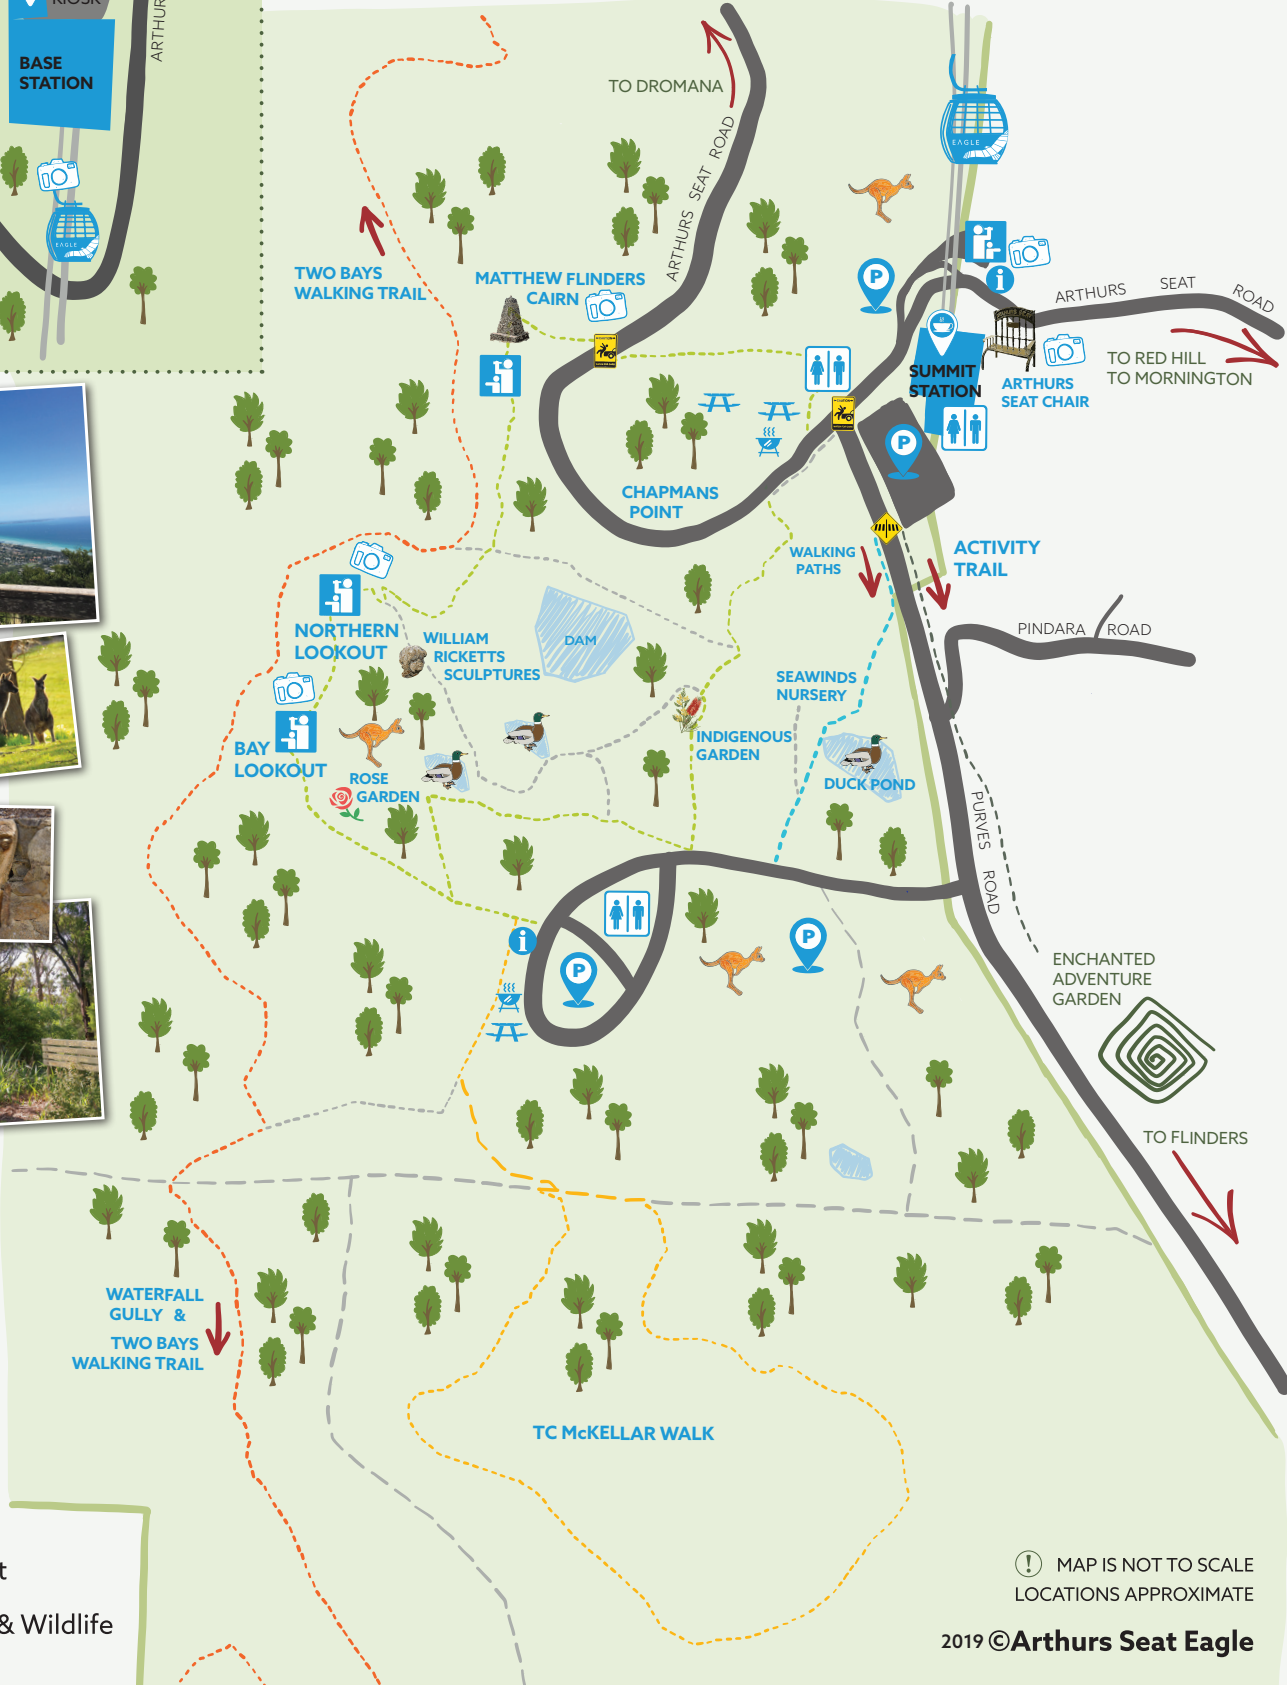 KIOSK
BASE
STATION
ARTHUR
EAGLE
TO DROMANA
ARTHURS SEAT ROAD
EAGLE
TWO BAYS
WALKING TRAIL
MATTHEW FLINDERS
CAIRN
P
i
ARTHURS SEAT ROAD
TO RED HILL
TO MORNINGTON
SUMMIT
STATION
ARTHURS
SEAT CHAIR
P
CHAPMANS
POINT
WALKING
PATHS
ACTIVITY
TRAIL
PINDARA ROAD
NORTHERN
LOOKOUT
WILLIAM
RICKETTS
SCULPTURES
DAM
SEAWINDS
NURSERY
INDIGENOUS
GARDEN
BAY
LOOKOUT
ROSE
GARDEN
DUCK POND
PURVES ROAD
i
P
P
ENCHANTED
ADVENTURE
GARDEN
TO FLINDERS
WATERFALL
GULLY &
TWO BAYS
WALKING TRAIL
TC McKELLAR WALK
t
& Wildlife
! MAP IS NOT TO SCALE
LOCATIONS APPROXIMATE
2019 ©Arthurs Seat Eagle